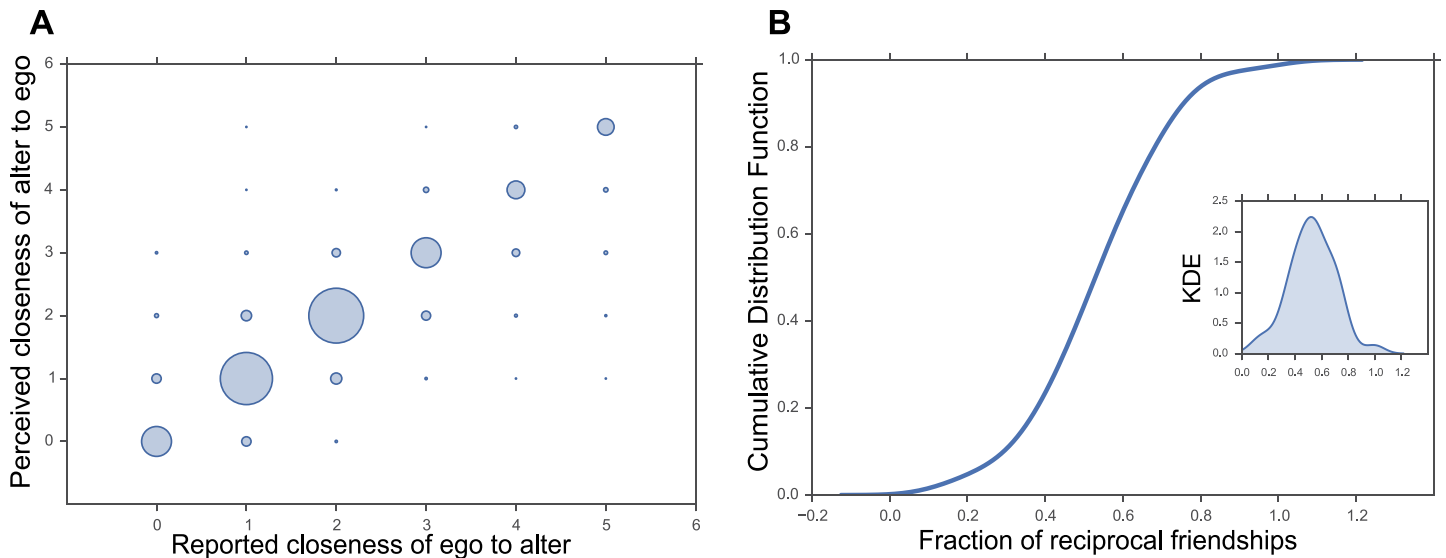 A
Perceived closeness of alter to ego
6
5
4
3
2
1
0
0 1 2 3 4 5 6
Reported closeness of ego to alter
B
Cumulative Distribution Function
1.0
0.8
0.6
0.4
0.2
0.0
−0.2 0.0 0.2 0.4 0.6 0.8 1.0 1.2
Fraction of reciprocal friendships
KDE
2.5
2.0
1.5
1.0
0.5
0.0
0.0 0.2 0.4 0.6 0.8 1.0 1.2